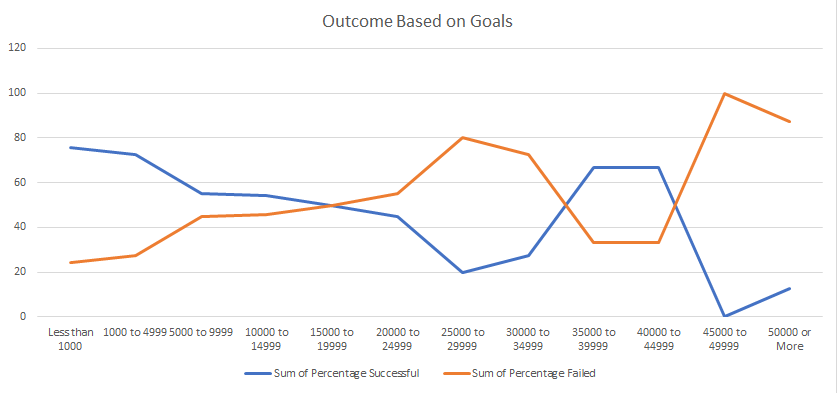 Outcome Based on Goals
120
100
80
60
40
20
0
Less than 1000
1000 to 4999
5000 to 9999
10000 to 14999
15000 to 19999
20000 to 24999
25000 to 29999
30000 to 34999
35000 to 39999
40000 to 44999
45000 to 49999
50000 or More
Sum of Percentage Successful
Sum of Percentage Failed